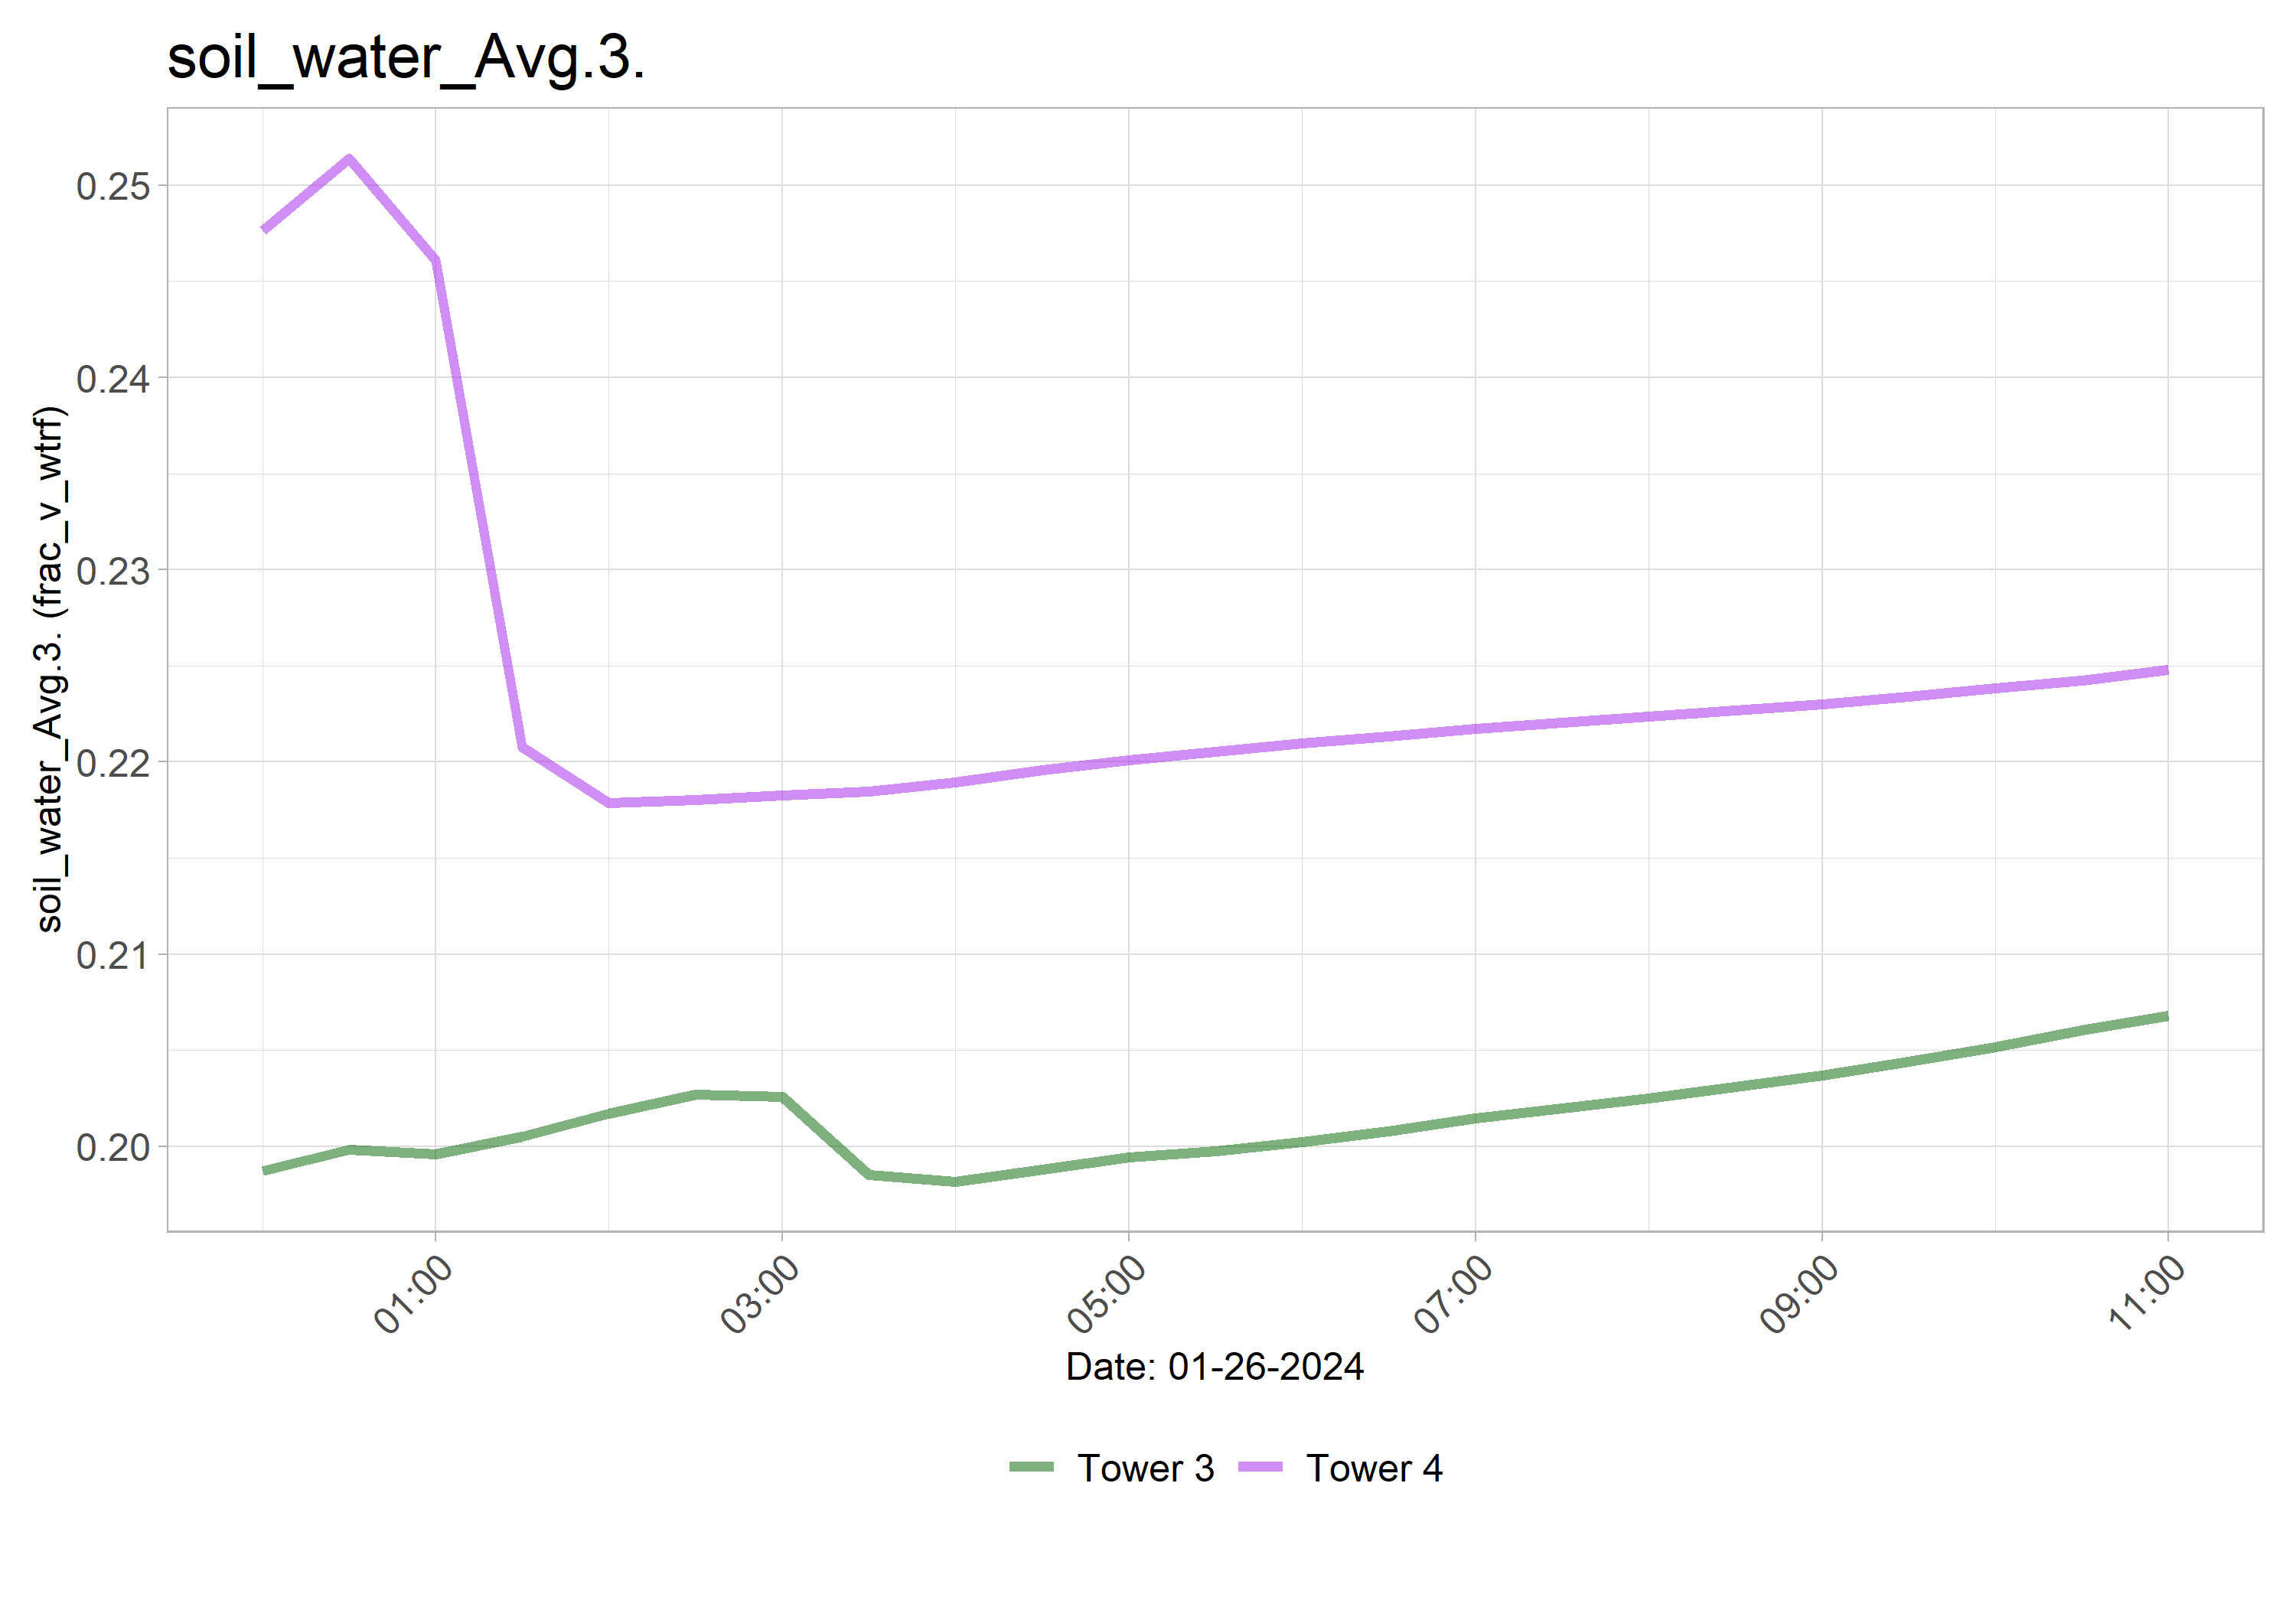 soil_water_Avg.3.
soil_water_Avg.3. (frac_v_wtrf)
0.25
0.24
0.23
0.22
0.21
0.20
01:00 03:00 05:00 07:00 09:00 11:00
Date: 01-26-2024
Tower 3 Tower 4